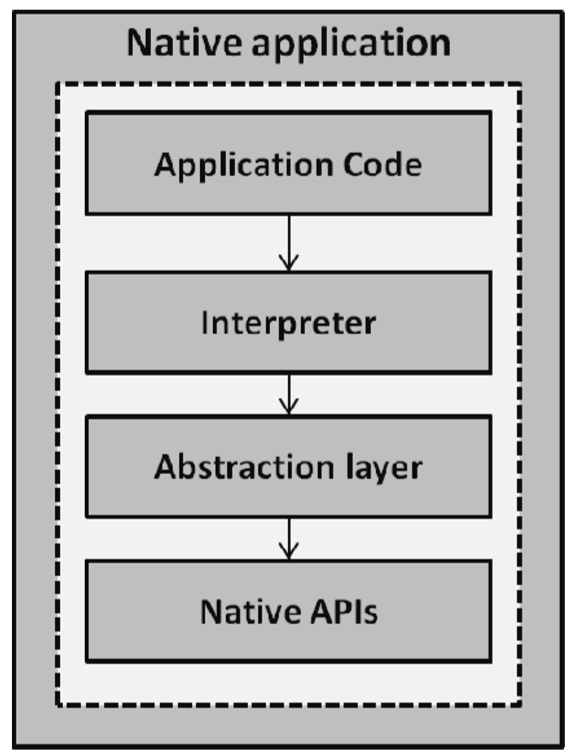 Native application
Application Code
Interpreter
Abstraction layer
Native APIs